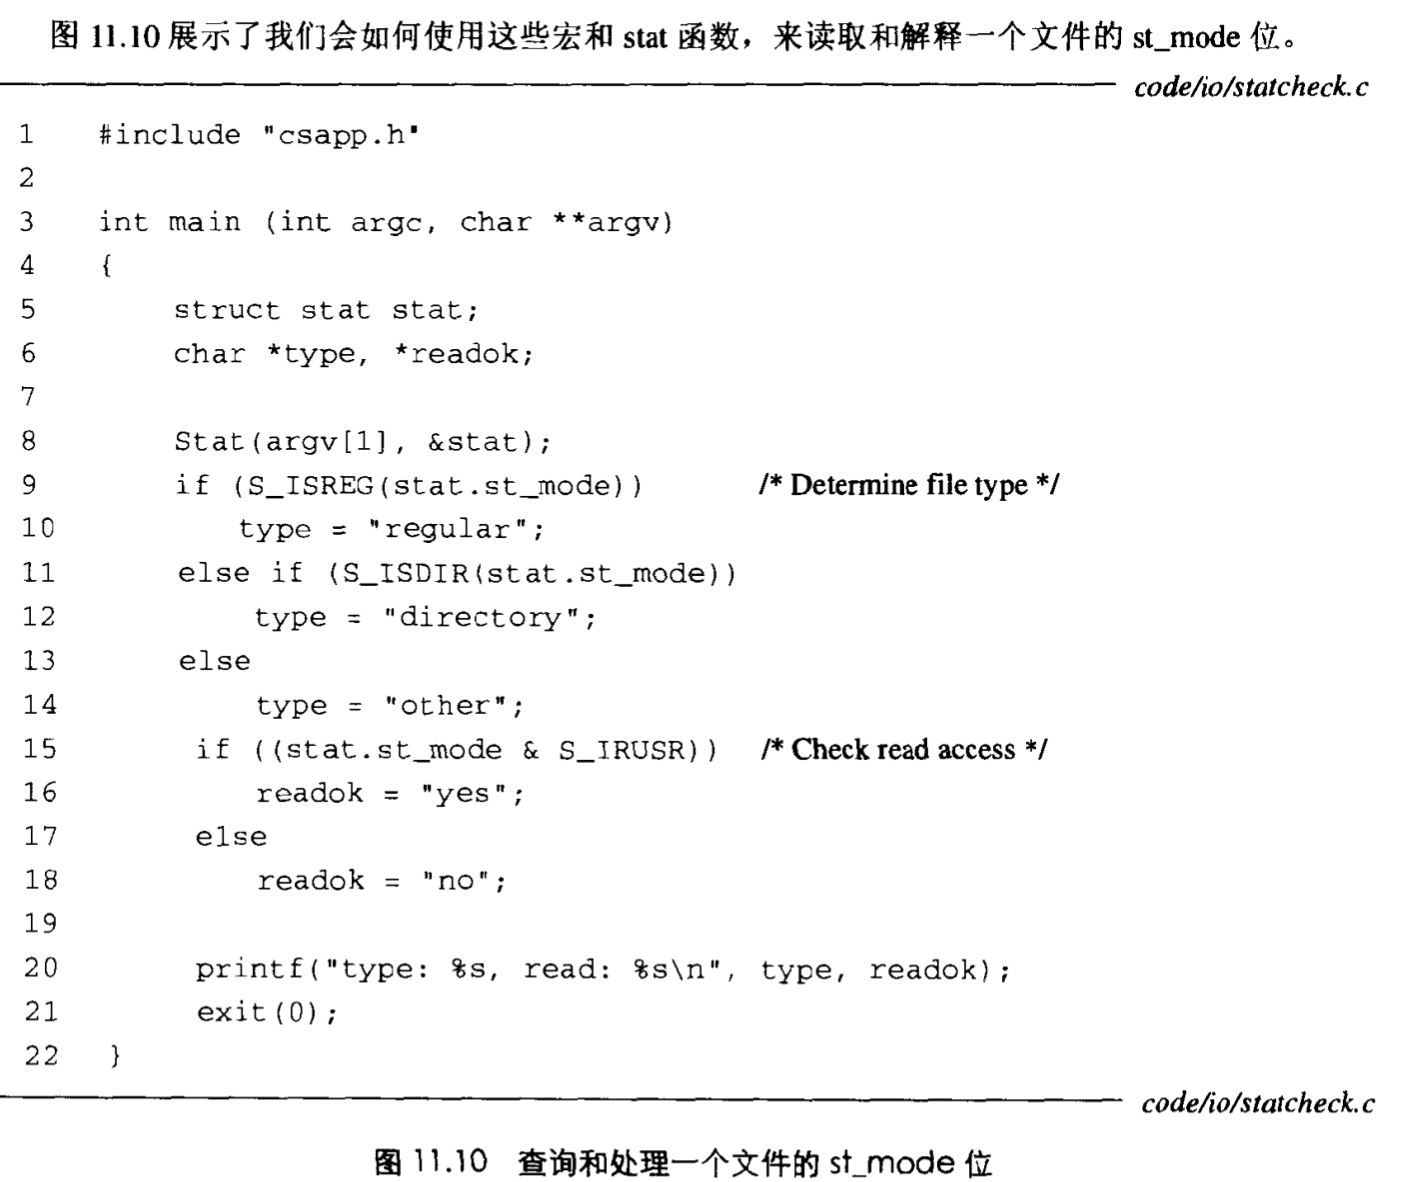 图 11.10 展示了我们会如何使用这些宏和 stat 函数，来读取和解释一个文件的 st_mode 位。
code/io/statcheck.c
1 #include "csapp.h"
2
3 int main (int argc, char **argv)
4 {
5     struct stat stat;
6     char *type, *readok;
7
8     Stat(argv[1], &stat);
9     if (S_ISREG(stat.st_mode)) /* Determine file type */
10        type = "regular";
11    else if (S_ISDIR(stat.st_mode))
12        type = "directory";
13    else
14        type = "other";
15    if ((stat.st_mode & S_IRUSR)) /* Check read access */
16        readok = "yes";
17    else
18        readok = "no";
19
20    printf("type: %s, read: %s\n", type, readok);
21    exit(0);
22 }
code/io/statcheck.c
图 11.10 查询和处理一个文件的 st_mode 位